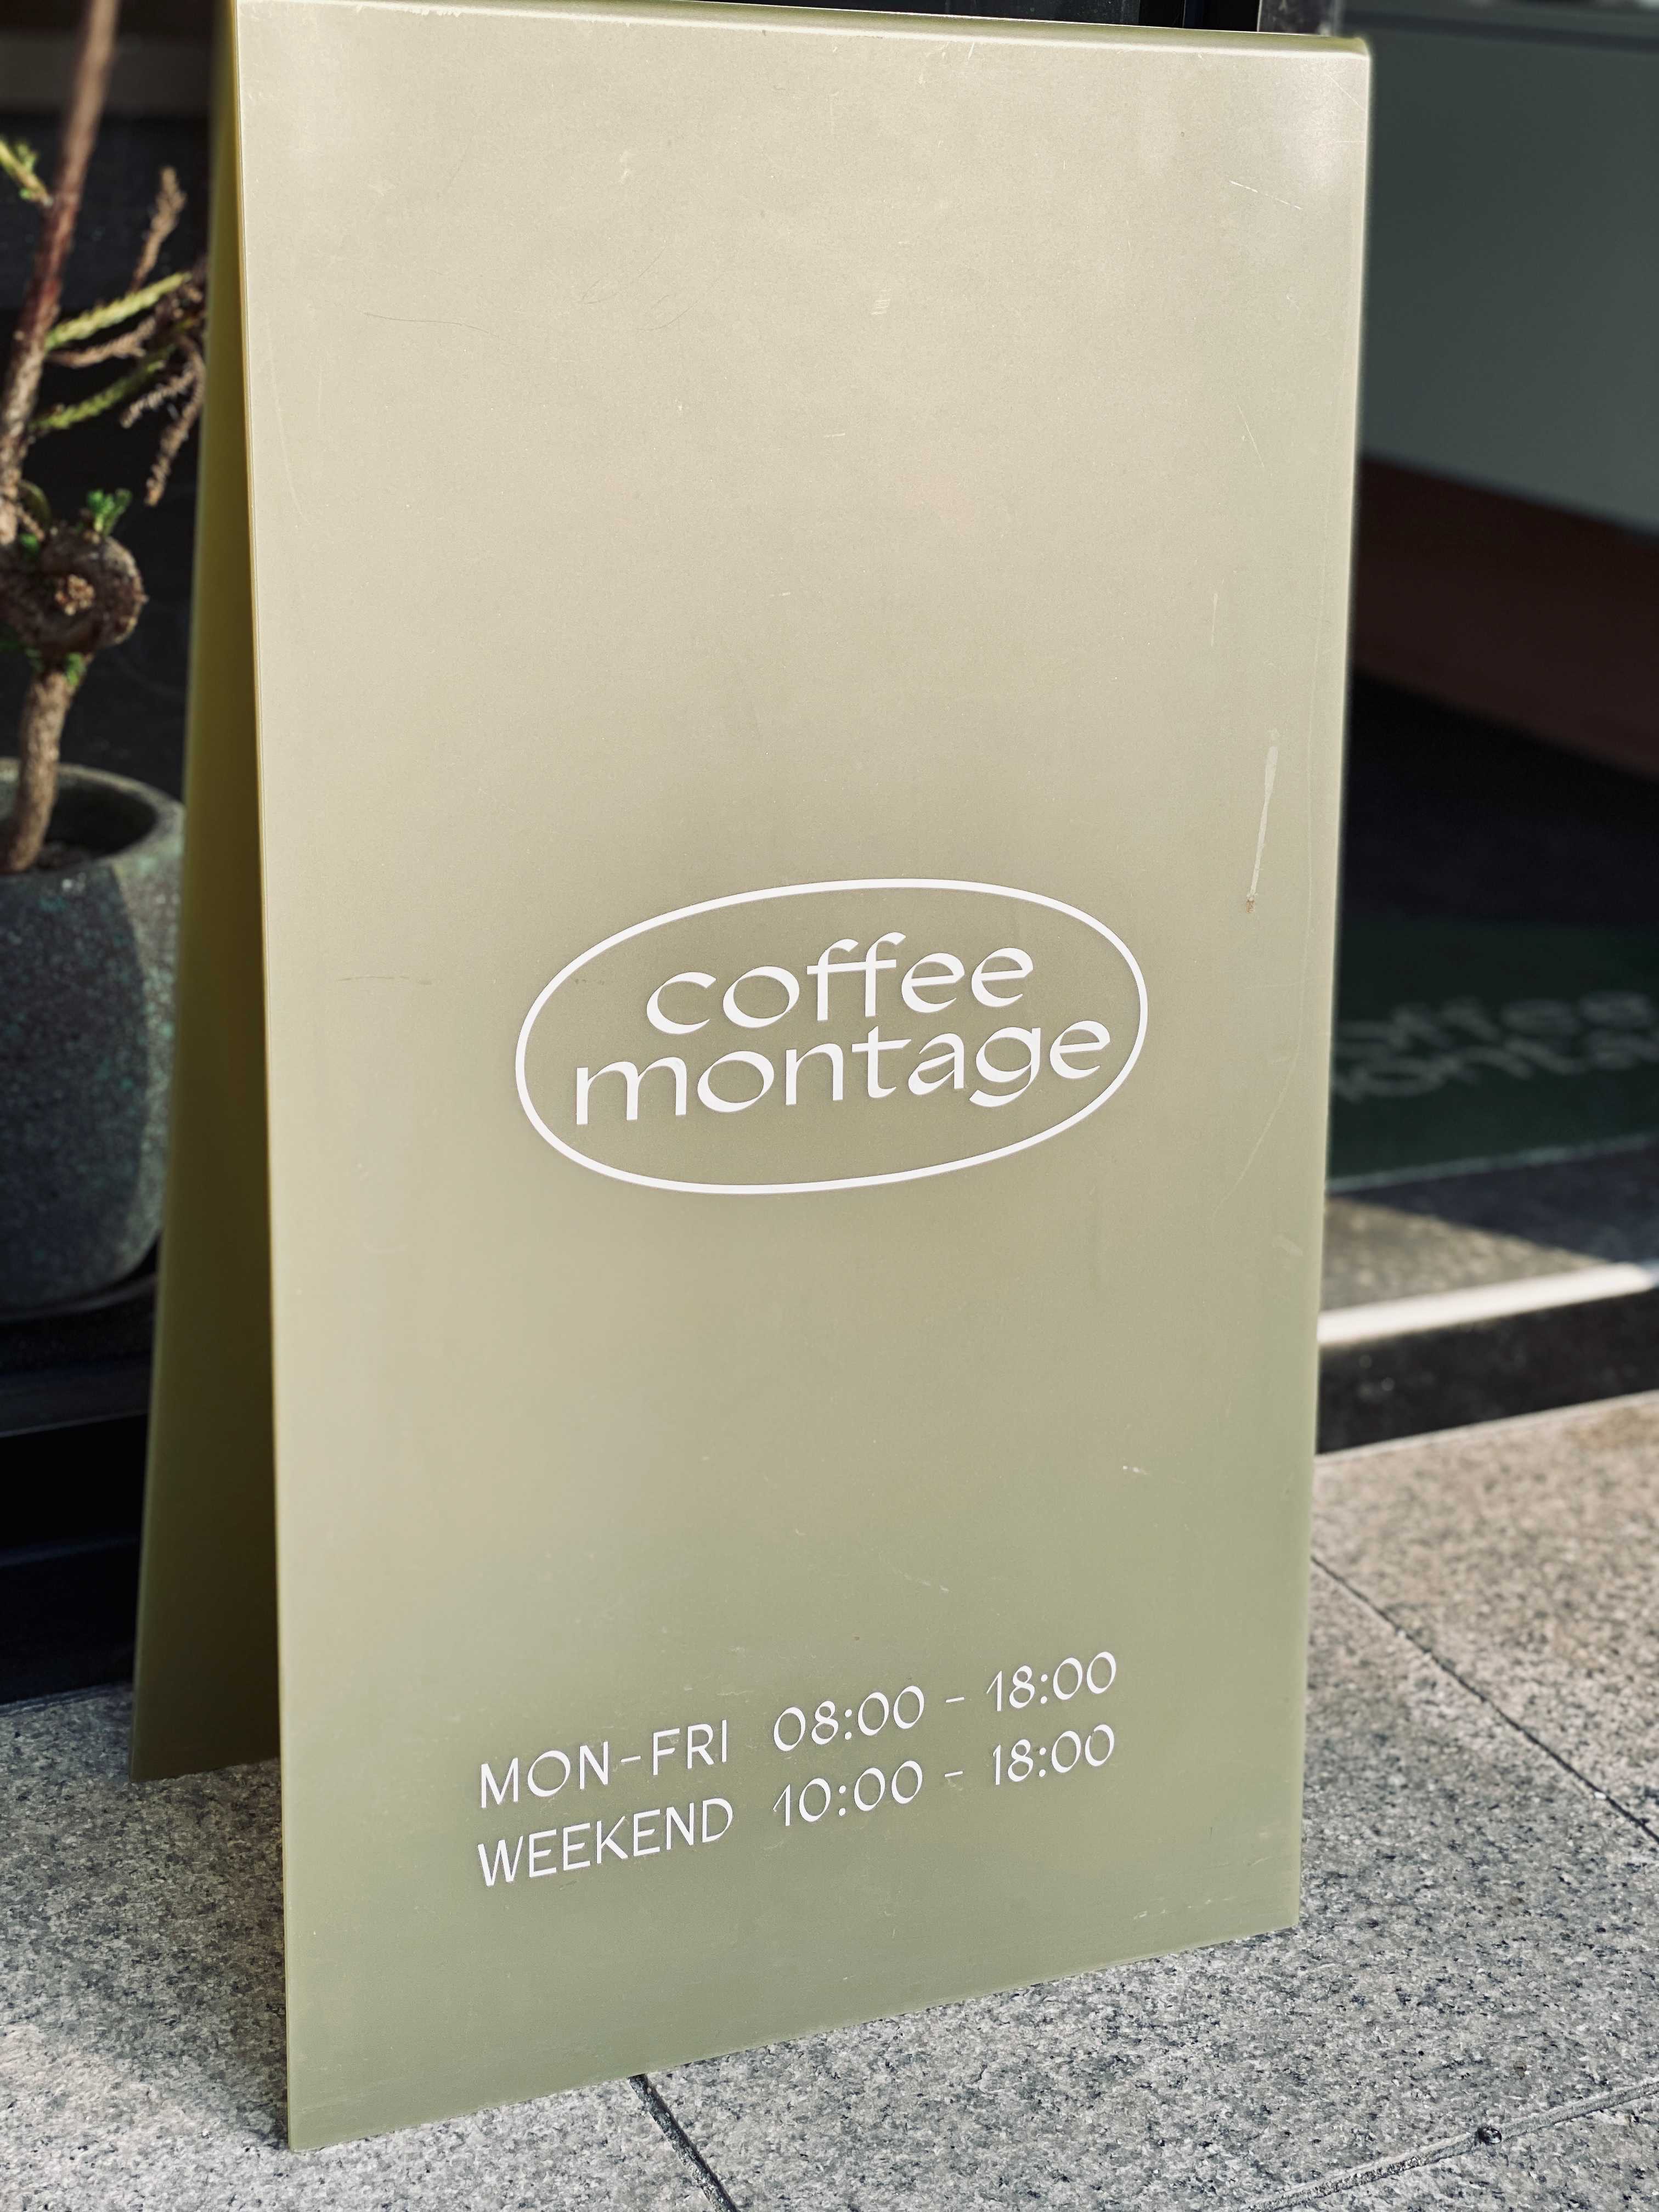 coffee
montage
MON-FRI 08:00 - 18:00
WEEKEND 10:00 - 18:00